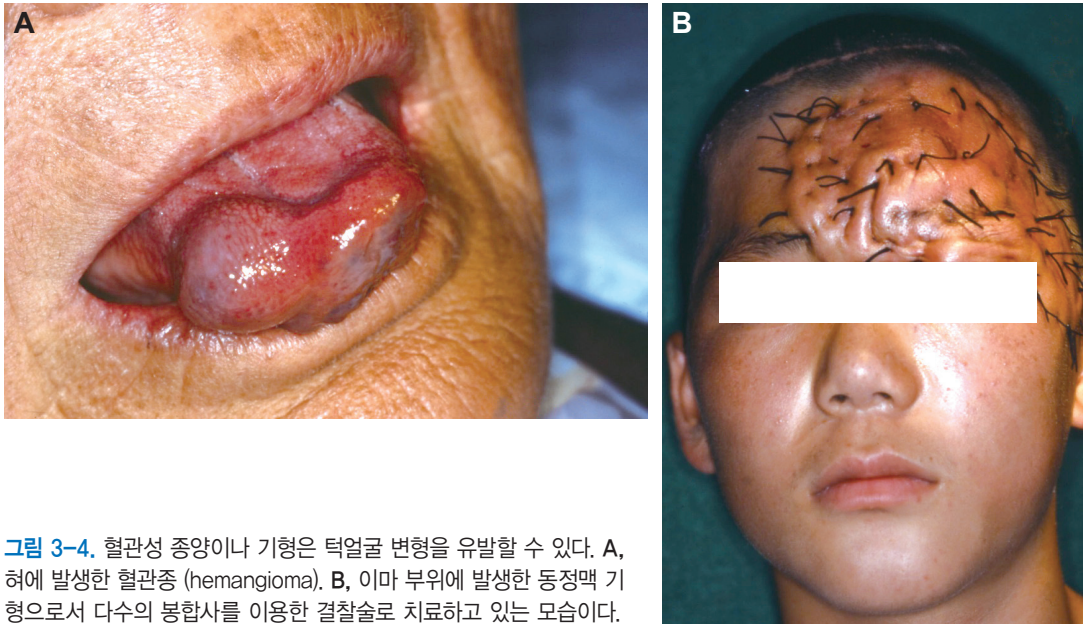 A
B
그림 3-4. 혈관성 종양이나 기형은 턱얼굴 변형을 유발할 수 있다. A,
혀에 발생한 혈관종 (hemangioma). B, 이마 부위에 발생한 동정맥 기
형으로서 다수의 봉합사를 이용한 결찰술로 치료하고 있는 모습이다.